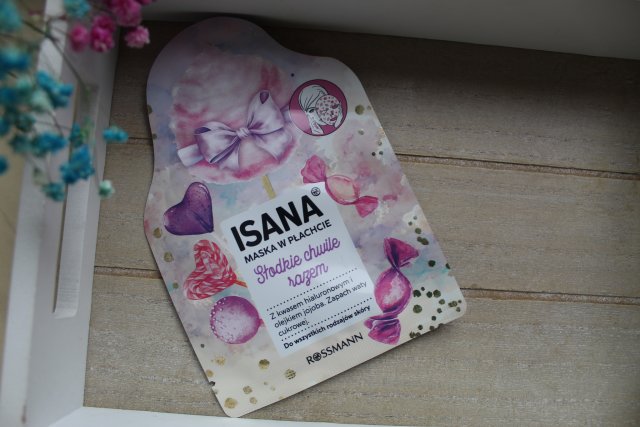 ISANA
MASKA W PŁACHCIE
Słodkie chwile
razem
Z kwasem hialuronowym i
olejkiem jojoba. Zapach waty
cukrowej.
Do wszystkich rodzajów skóry
ROSSMANN